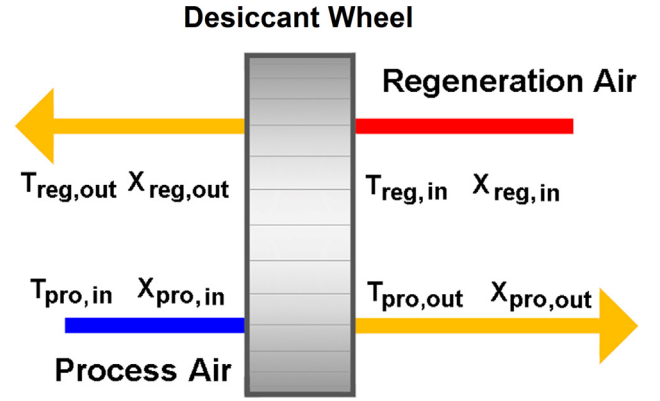 Desiccant Wheel
Regeneration Air
Treg,out Xreg,out Treg,in Xreg,in
Tpro,in Xpro,in Tpro,out Xpro,out
Process Air